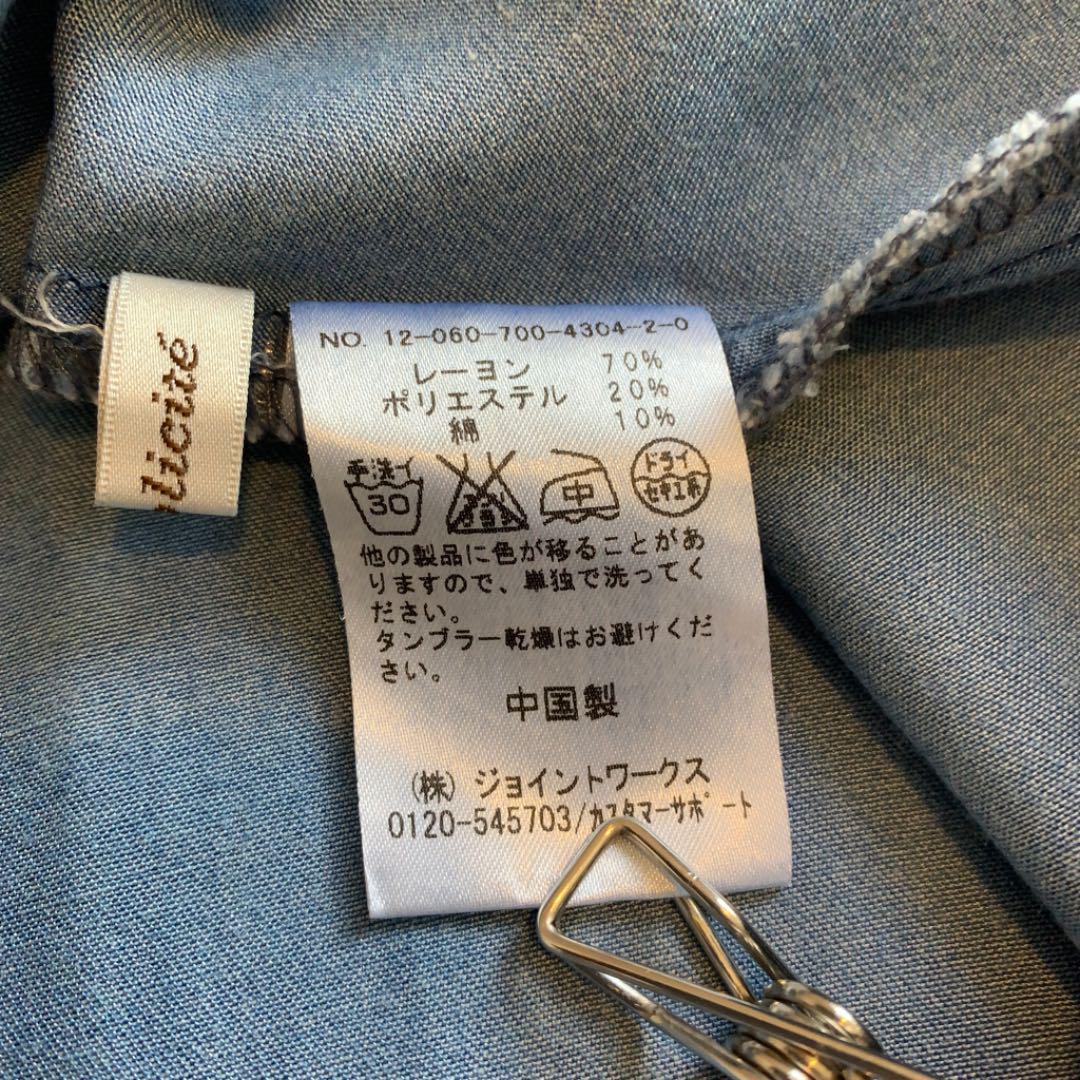 licité
NO. 12-060-700-4304-2-0
レーヨン 70%
ポリエステル 20%
綿 10%
手洗イ
30
中
ドライ
セキユ系
他の製品に色が移ることがあ
りますので、単独で洗ってく
ださい。
タンブラー乾燥はお避けくだ
さい。
中国製
(株) ジョイントワークス
0120-545703/カスタマーサポート